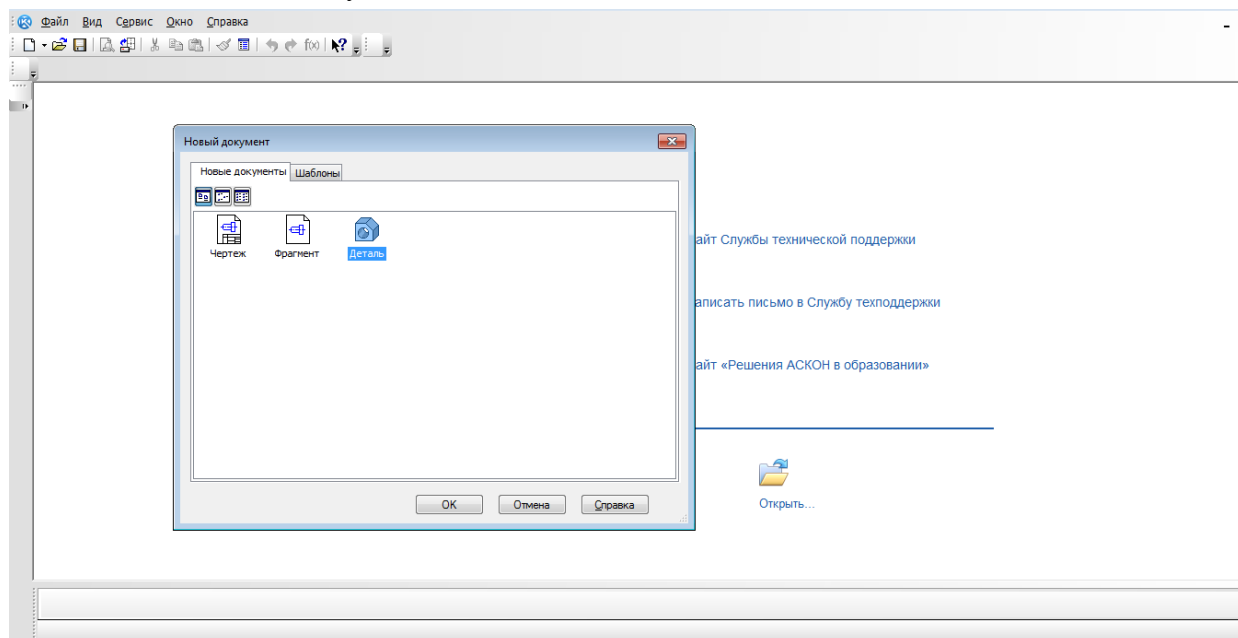 Файл Вид Сервис Окно Справка
f(x)
Новый документ
Новые документы Шаблоны
Чертеж Фрагмент Деталь
айт Службы технической поддержки
аписать письмо в Службу техподдержки
айт «Решения АСКОН в образовании»
OK Отмена Справка
Открыть...